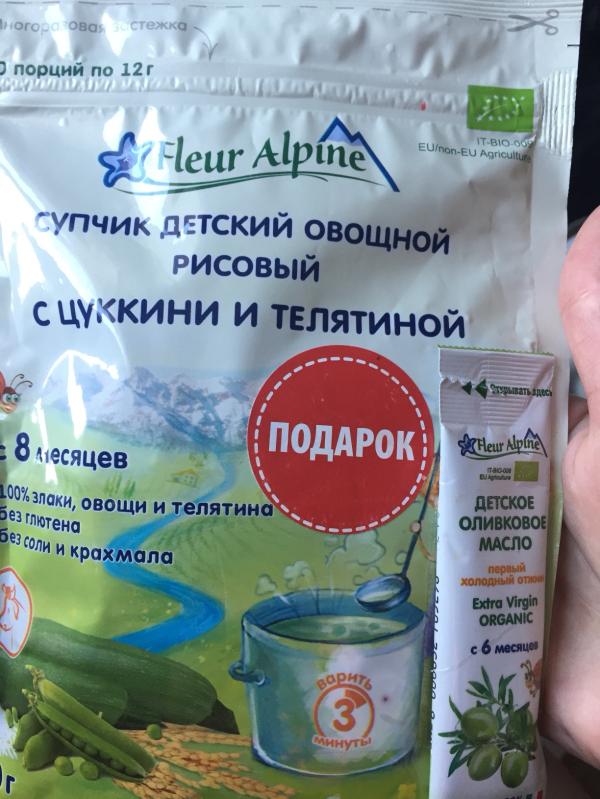 Многоразовая застежка
порций по 12 г
IT-BIO-009
EU/non-EU Agriculture
Fleur Alpine
СУПЧИК ДЕТСКИЙ ОВОЩНОЙ
РИСОВЫЙ
С ЦУККИНИ И ТЕЛЯТИНОЙ
с 8 месяцев
100% злаки, овощи и телятина
без глютена
без соли и крахмала
ПОДАРОК
ВАРИТЬ
3
МИНУТЫ
г
Открывать здесь
Fleur Alpine
IT-BIO-009
EU Agriculture
ДЕТСКОЕ
ОЛИВКОВОЕ
МАСЛО
первый
холодный отжим
Extra Virgin
ORGANIC
с 6 месяцев